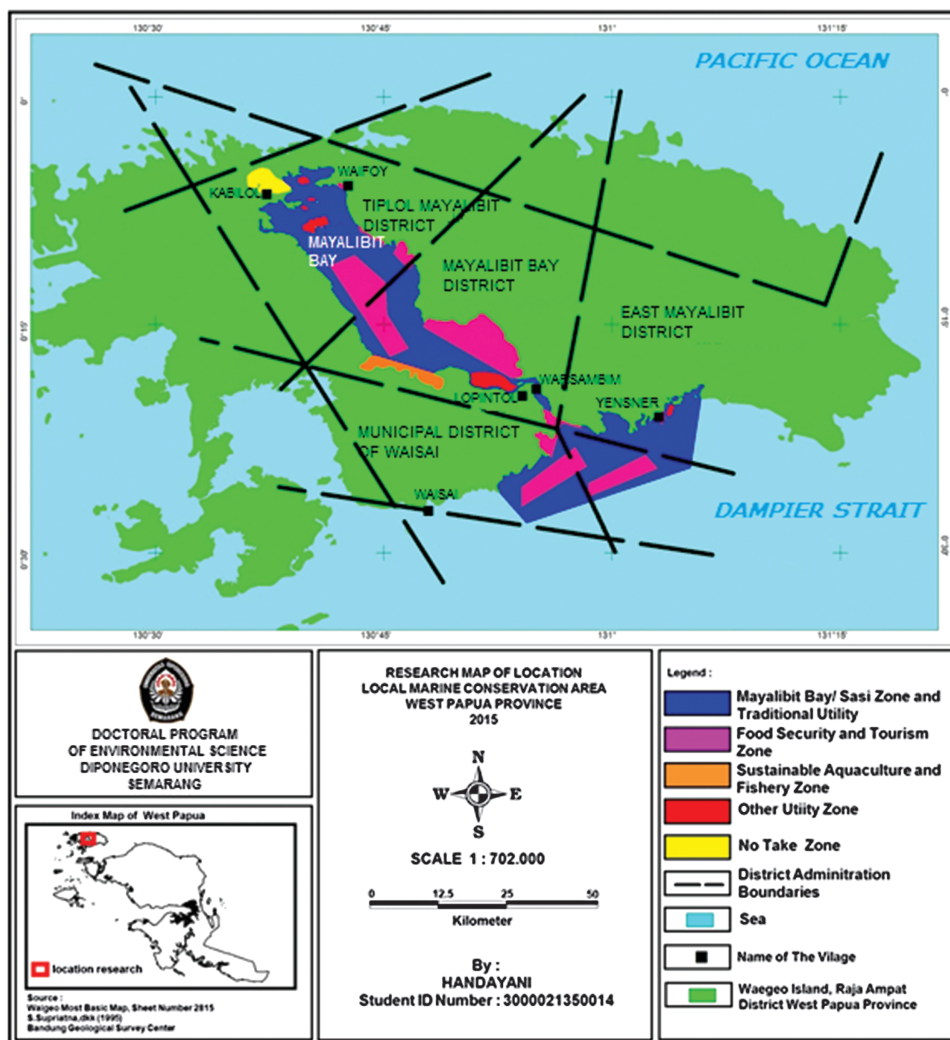 130°30'
130°45'
131°
131°15'
PACIFIC OCEAN
0°
0°
WAIFOY
KABILOL
TIPLOL MAYALIBIT
DISTRICT
MAYALIBIT
BAY
MAYALIBIT BAY
DISTRICT
EAST MAYALIBIT
DISTRICT
0°15'
0°15'
WARSAMBIM
LOPINTOL
YENSNER
MUNICIPAL DISTRICT
OF WAISAI
WAISAI
DAMPIER STRAIT
0°30'
0°30'
130°30'
130°45'
131°
131°15'
DOCTORAL PROGRAM
OF ENVIRONMENTAL SCIENCE
DIPONEGORO UNIVERSITY
SEMARANG
Index Map of West Papua
location research
Source :
Waigeo Most Basic Map, Sheet Number 2815
S.Supriatna,dkk (1995)
Bandung Geological Survey Center
RESEARCH MAP OF LOCATION
LOCAL MARINE CONSERVATION AREA
WEST PAPUA PROVINCE
2015
N
W E
S
SCALE 1 : 702.000
0 12.5 25 50
Kilometer
By :
HANDAYANI
Student ID Number : 3000021350014
Legend :
Mayalibit Bay/ Sasi Zone and
Traditional Utility
Food Security and Tourism
Zone
Sustainable Aquaculture and
Fishery Zone
Other Utiity Zone
No Take Zone
District Adminitration
Boundaries
Sea
Name of The Vilage
Waegeo Island, Raja Ampat
District West Papua Province